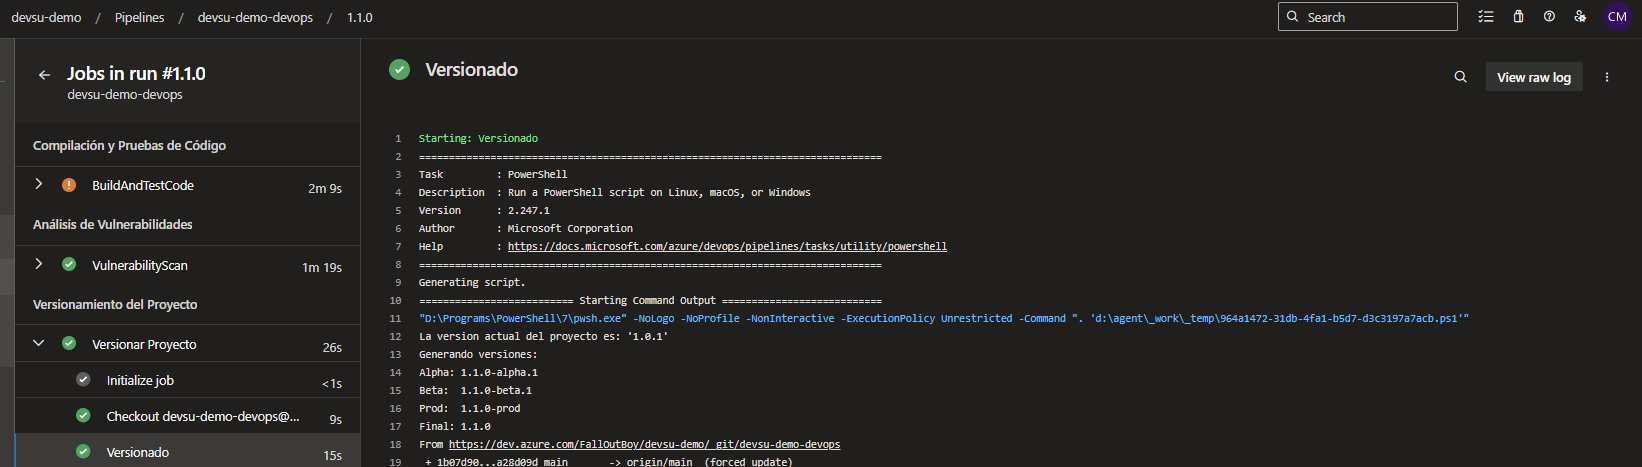 devsu-demo / Pipelines / devsu-demo-devops / 1.1.0
Search
CM
Jobs in run #1.1.0
devsu-demo-devops
Compilación y Pruebas de Código
BuildAndTestCode 2m 9s
Análisis de Vulnerabilidades
VulnerabilityScan 1m 19s
Versionamiento del Proyecto
Versionar Proyecto 26s
Initialize job <1s
Checkout devsu-demo-devops@... 9s
Versionado 15s
Versionado
View raw log
1 Starting: Versionado
2 ==============================================================================
3 Task         : PowerShell
4 Description  : Run a PowerShell script on Linux, macOS, or Windows
5 Version      : 2.247.1
6 Author       : Microsoft Corporation
7 Help         : https://docs.microsoft.com/azure/devops/pipelines/tasks/utility/powershell
8 ==============================================================================
9 Generating script.
10 ========================== Starting Command Output ===========================
11 "D:\Programs\PowerShell\7\pwsh.exe" -NoLogo -NoProfile -NonInteractive -ExecutionPolicy Unrestricted -Command ". 'd:\agent\_work\_temp\964a1472-31db-4fa1-b5d7-d3c3197a7acb.ps1'"
12 La version actual del proyecto es: '1.0.1'
13 Generando versiones:
14 Alpha: 1.1.0-alpha.1
15 Beta:  1.1.0-beta.1
16 Prod:  1.1.0-prod
17 Final: 1.1.0
18 From https://dev.azure.com/FallOutBoy/devsu-demo/_git/devsu-demo-devops
19  + 1b07d90...a28d09d main       -> origin/main  (forced update)